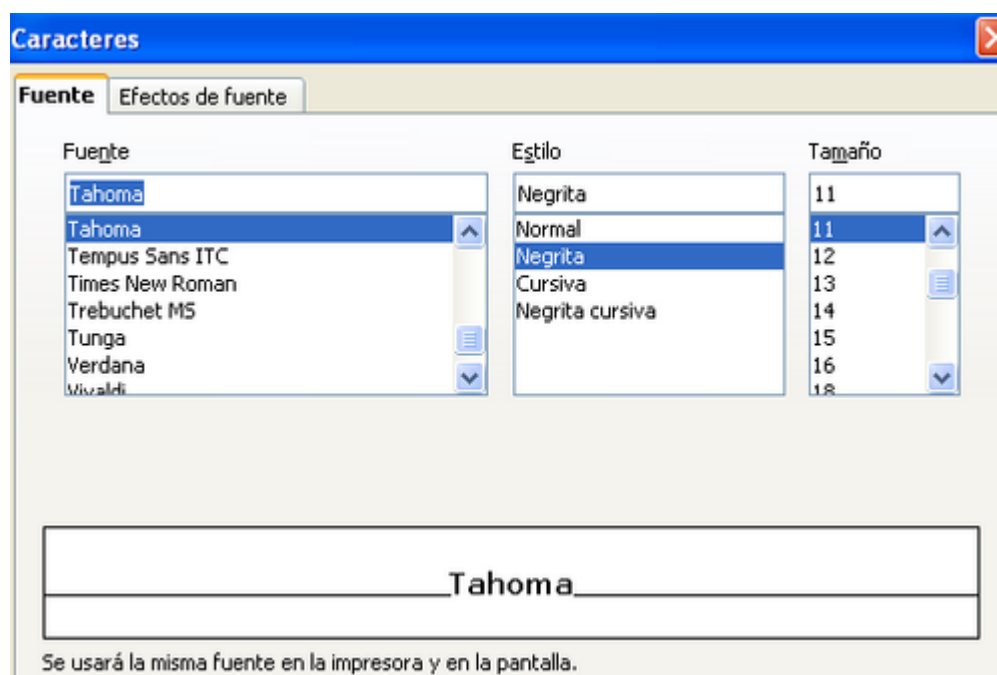 Caracteres
Fuente
Efectos de fuente
Fuente
Estilo
Tamaño
Tahoma
Negrita
11
Tahoma
Normal
11
Tempus Sans ITC
Negrita
12
Times New Roman
Cursiva
13
Trebuchet MS
Negrita cursiva
14
Tunga
15
Verdana
16
Vivaldi
18
Tahoma
Se usará la misma fuente en la impresora y en la pantalla.